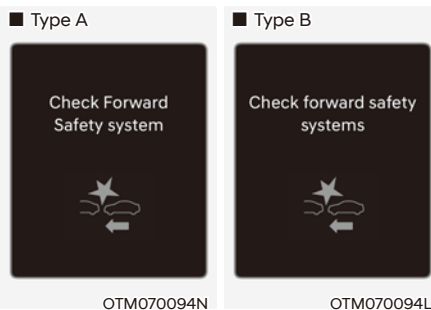 ■ Type A
Check Forward
Safety system
OTM070094N
■ Type B
Check forward safety
systems
OTM070094L